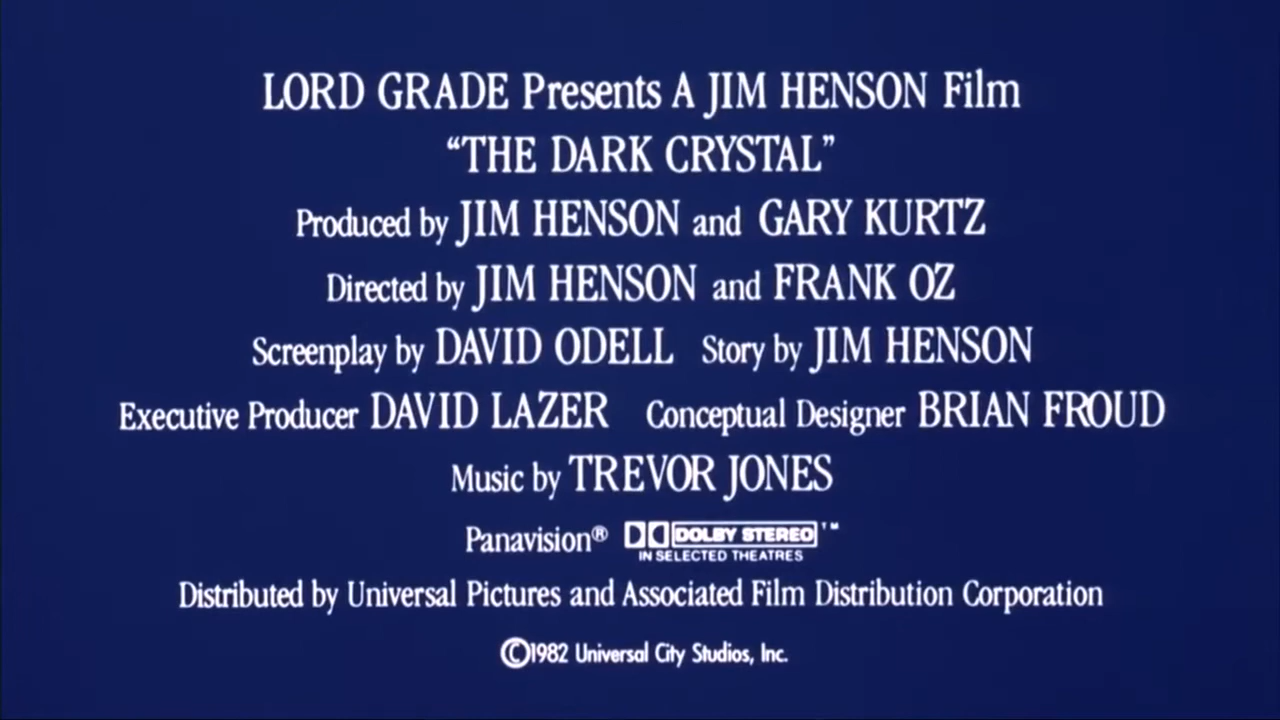 LORD GRADE Presents A JIM HENSON Film
“THE DARK CRYSTAL”
Produced by JIM HENSON and GARY KURTZ
Directed by JIM HENSON and FRANK OZ
Screenplay by DAVID ODELL Story by JIM HENSON
Executive Producer DAVID LAZER Conceptual Designer BRIAN FROUD
Music by TREVOR JONES
Panavision® DOLBY STEREO™
IN SELECTED THEATRES
Distributed by Universal Pictures and Associated Film Distribution Corporation
©1982 Universal City Studios, Inc.